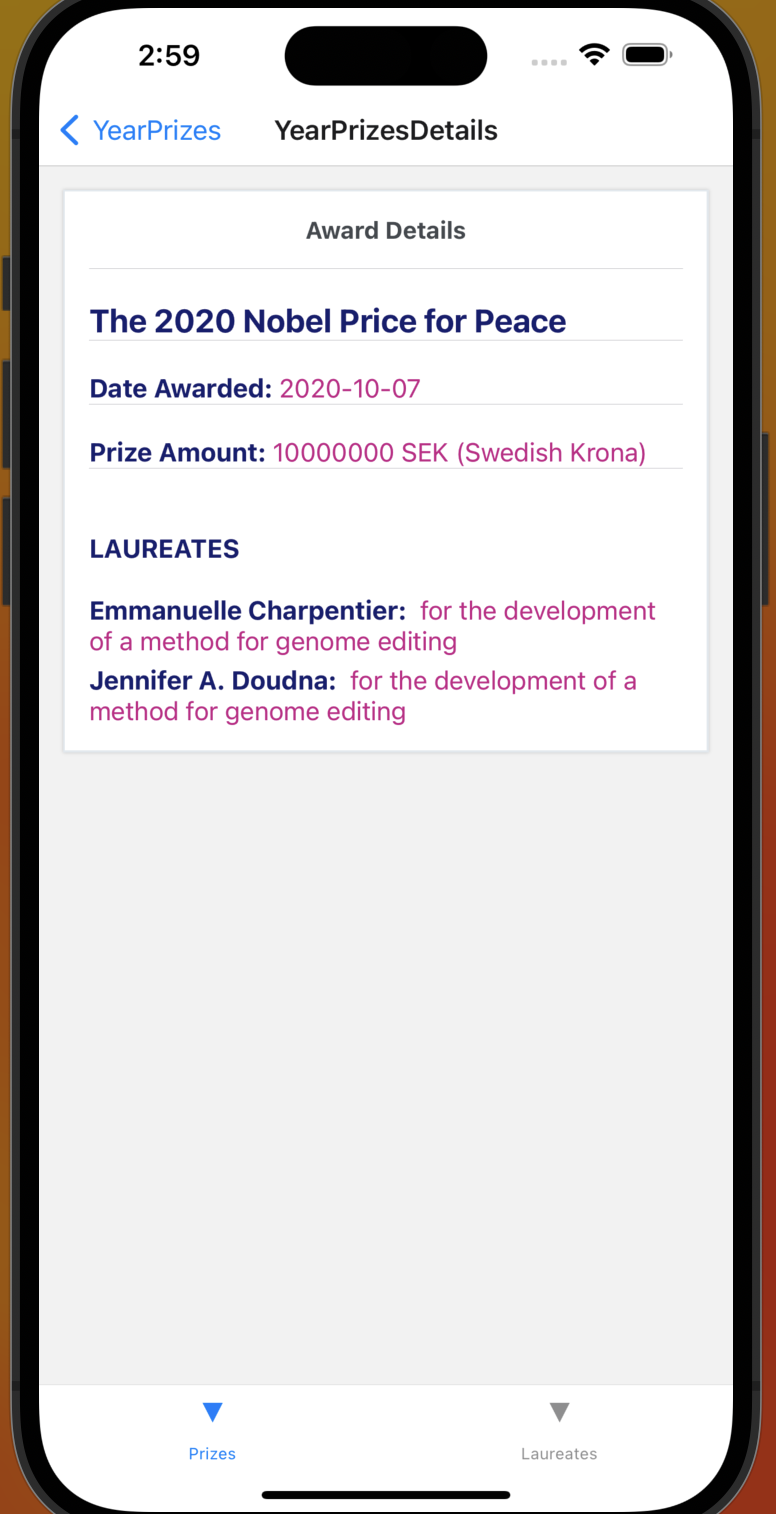 2:59
YearPrizes YearPrizesDetails
Award Details
The 2020 Nobel Price for Peace
Date Awarded: 2020-10-07
Prize Amount: 10000000 SEK (Swedish Krona)
LAUREATES
Emmanuelle Charpentier: for the development
of a method for genome editing
Jennifer A. Doudna: for the development of a
method for genome editing
Prizes Laureates